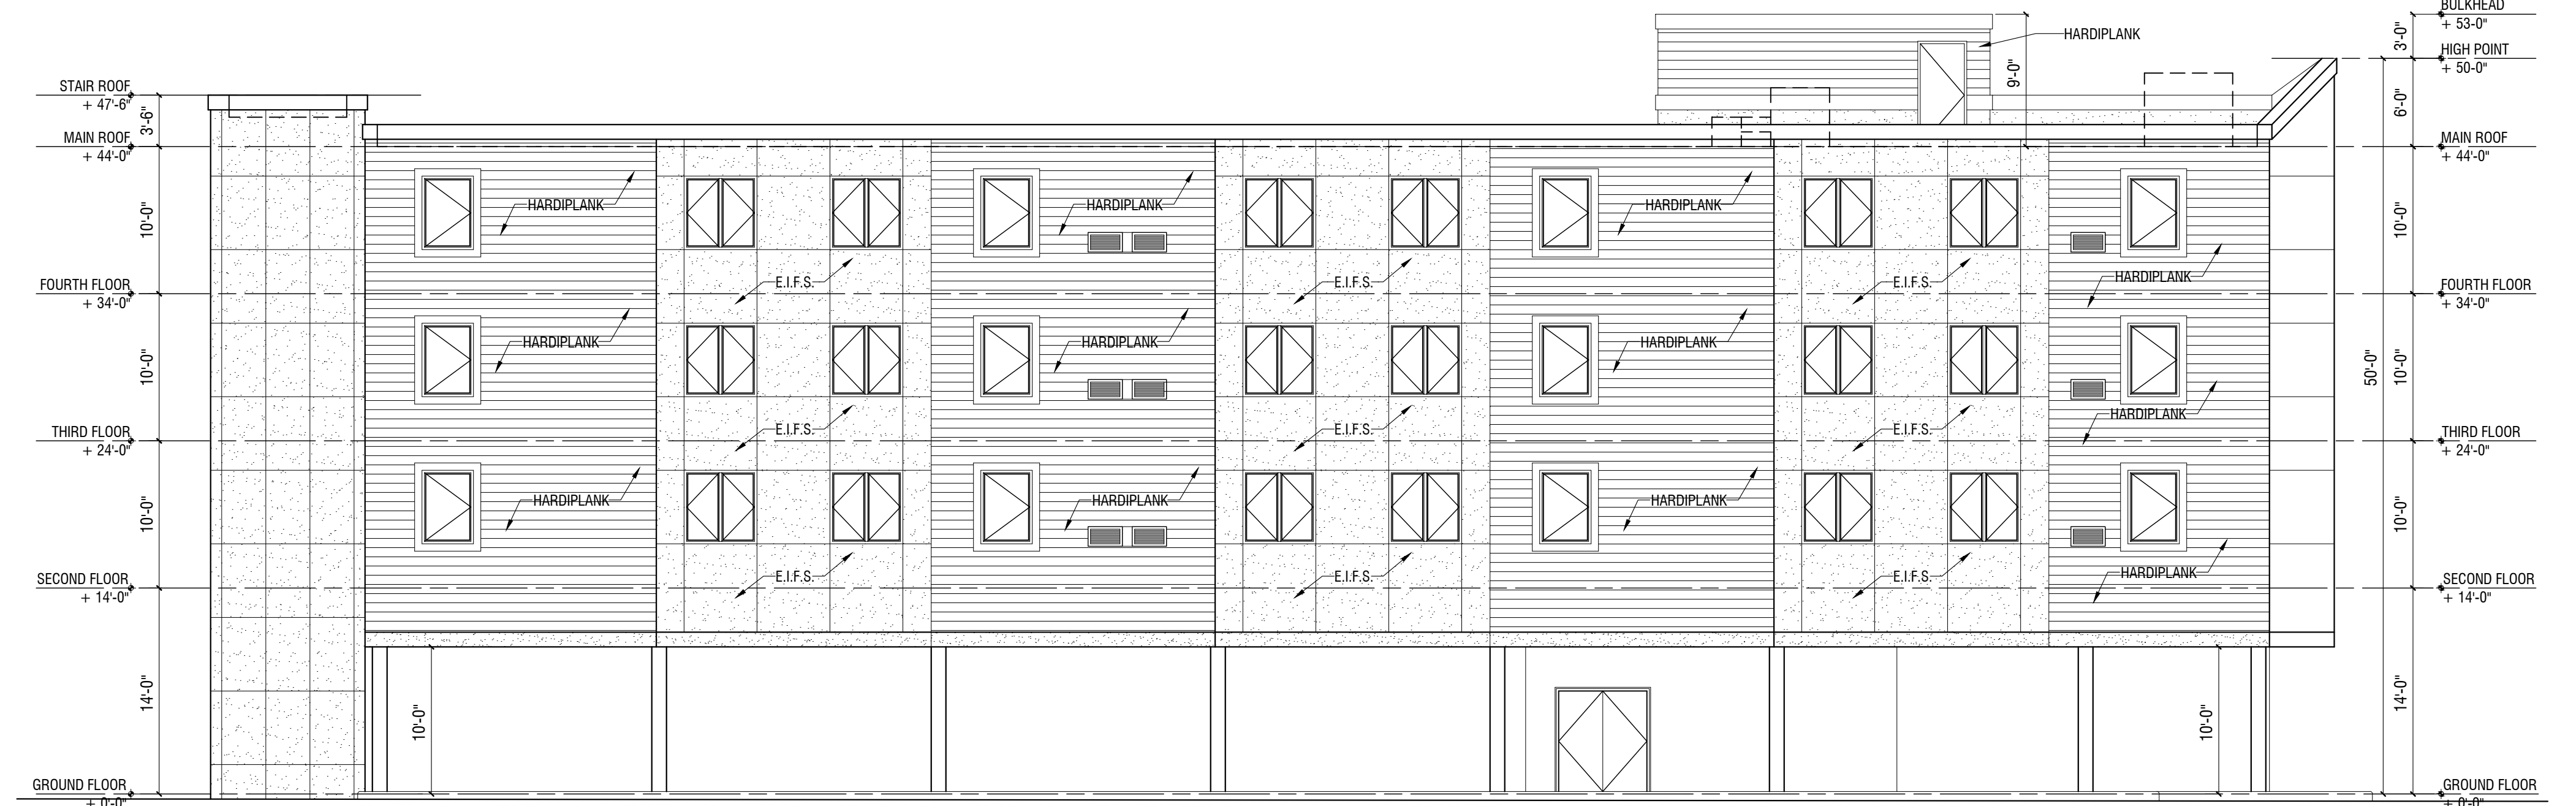 BULKHEAD
+ 53-0"
3'-0"
HARDIPLANK
HIGH POINT
+ 50-0"
9'-0"
STAIR ROOF
+ 47'-6"
3'-6"
6'-0"
MAIN ROOF
+ 44'-0"
MAIN ROOF
+ 44'-0"
10'-0"
HARDIPLANK
HARDIPLANK
HARDIPLANK
10'-0"
HARDIPLANK
E.I.F.S.
E.I.F.S.
E.I.F.S.
FOURTH FLOOR
+ 34'-0"
FOURTH FLOOR
+ 34'-0"
10'-0"
HARDIPLANK
HARDIPLANK
HARDIPLANK
50'-0"
10'-0"
HARDIPLANK
E.I.F.S.
E.I.F.S.
E.I.F.S.
THIRD FLOOR
+ 24'-0"
THIRD FLOOR
+ 24'-0"
10'-0"
HARDIPLANK
HARDIPLANK
HARDIPLANK
10'-0"
HARDIPLANK
E.I.F.S.
E.I.F.S.
E.I.F.S.
SECOND FLOOR
+ 14'-0"
SECOND FLOOR
+ 14'-0"
14'-0"
10'-0"
10'-0"
14'-0"
GROUND FLOOR
+ 0'-0"
GROUND FLOOR
+ 0'-0"